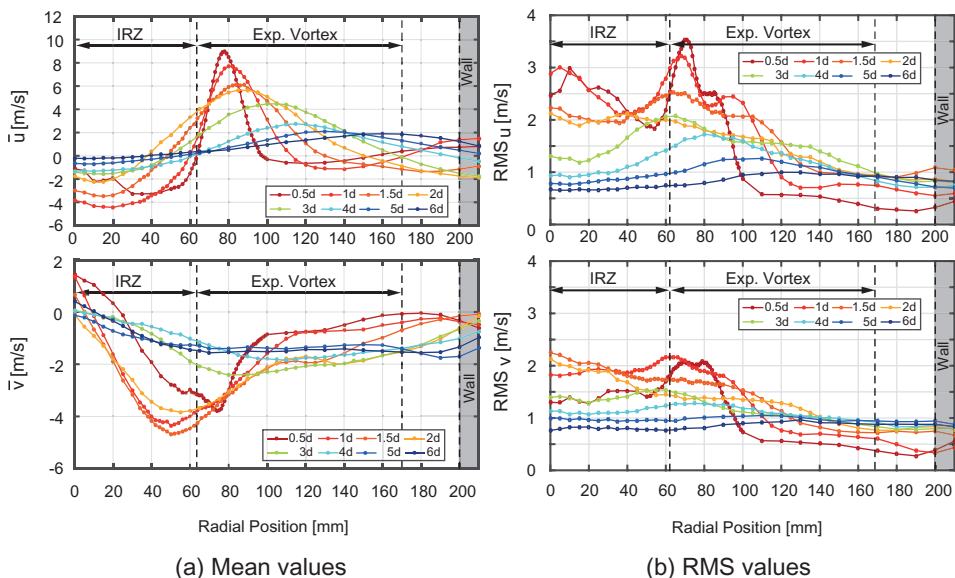 12
10
8
6
4
2
0
-2
-4
-6
IRZ
Exp. Vortex
Wall
ū [m/s]
0.5d 1d 1.5d 2d
3d 4d 5d 6d
0 20 40 60 80 100 120 140 160 180 200
2
0
-2
-4
-6
IRZ
Exp. Vortex
Wall
v̄ [m/s]
0.5d 1d 1.5d 2d
3d 4d 5d 6d
0 20 40 60 80 100 120 140 160 180 200
Radial Position [mm]
(a) Mean values
4
3
2
1
0
IRZ
Exp. Vortex
Wall
RMS u [m/s]
0.5d 1d 1.5d 2d
3d 4d 5d 6d
0 20 40 60 80 100 120 140 160 180 200
4
3
2
1
0
IRZ
Exp. Vortex
Wall
RMS v [m/s]
0.5d 1d 1.5d 2d
3d 4d 5d 6d
0 20 40 60 80 100 120 140 160 180 200
Radial Position [mm]
(b) RMS values